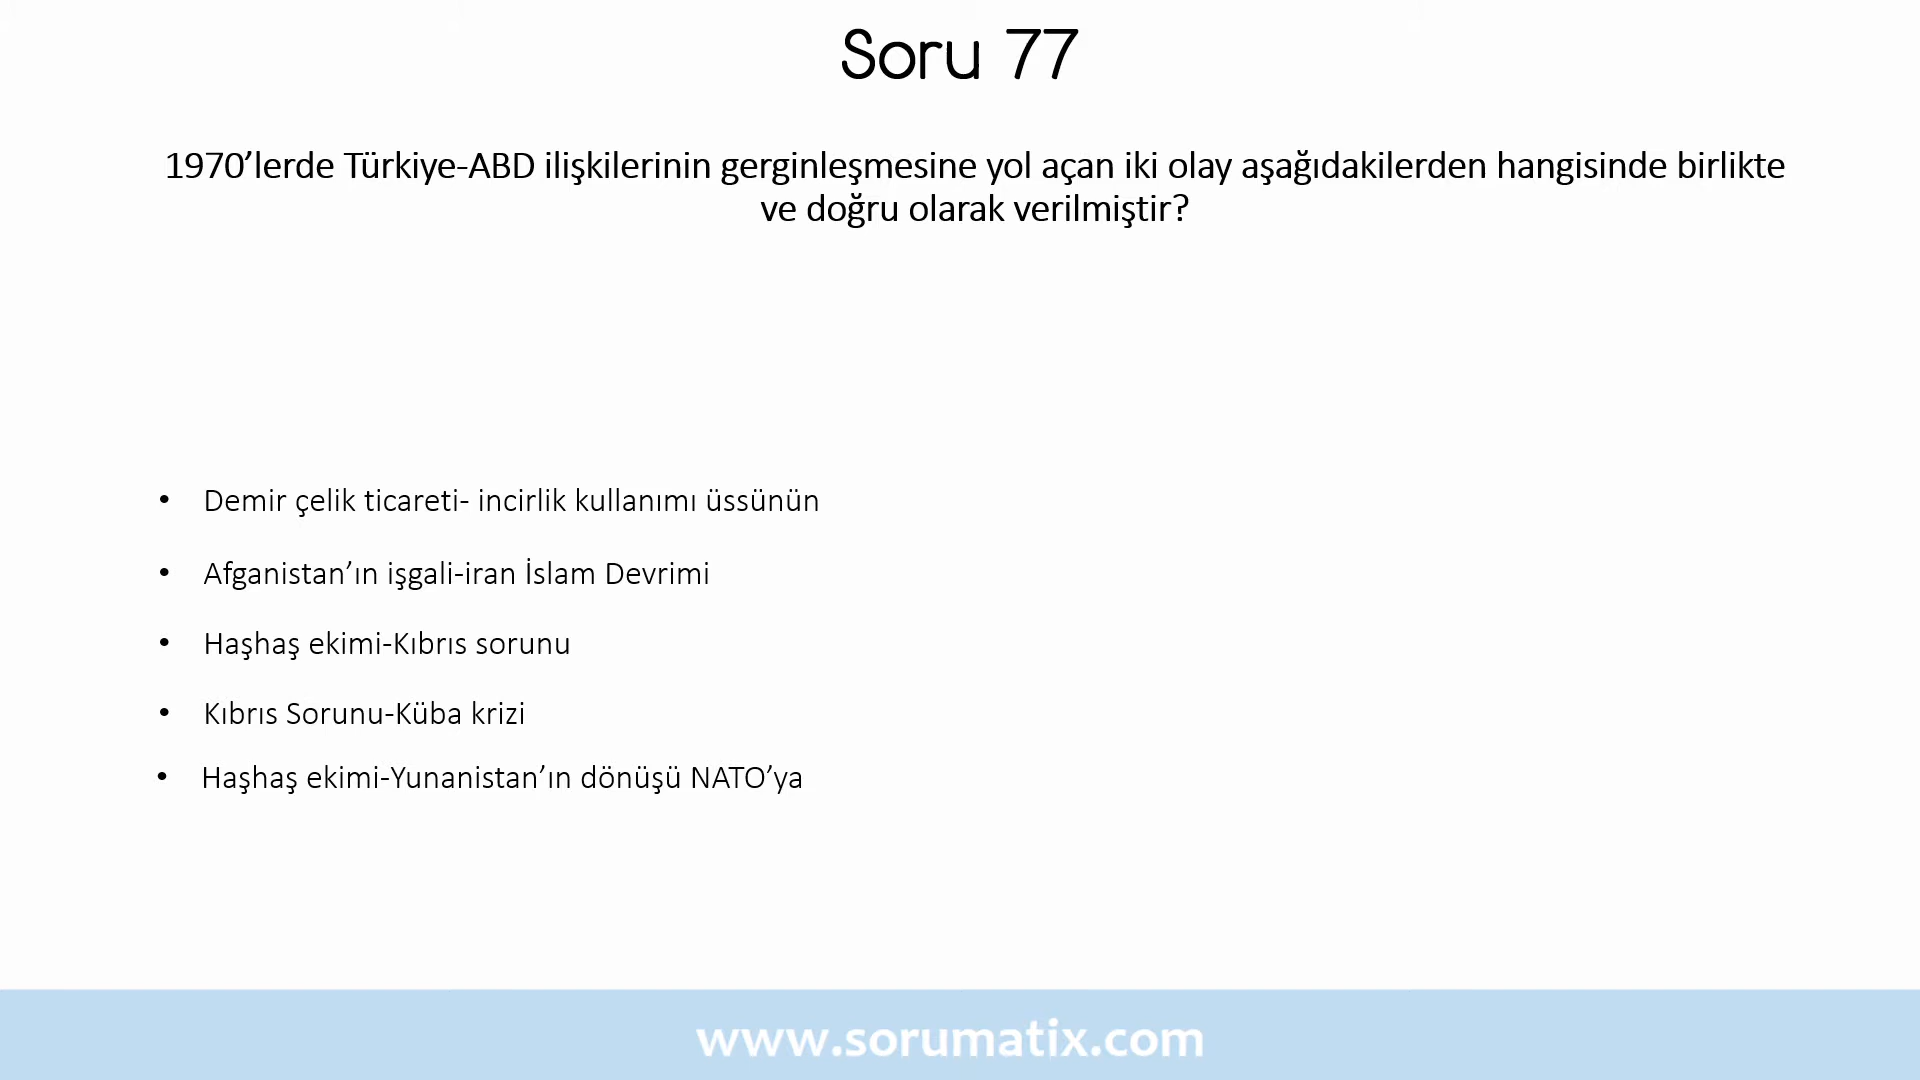 Soru 77
1970’lerde Türkiye-ABD ilişkilerinin gerginleşmesine yol açan iki olay aşağıdakilerden hangisinde birlikte
ve doğru olarak verilmiştir?
• Demir çelik ticareti- incirlik kullanımı üssünün
• Afganistan’ın işgali-iran İslam Devrimi
• Haşhaş ekimi-Kıbrıs sorunu
• Kıbrıs Sorunu-Küba krizi
• Haşhaş ekimi-Yunanistan’ın dönüşü NATO’ya
www.sorumatix.com